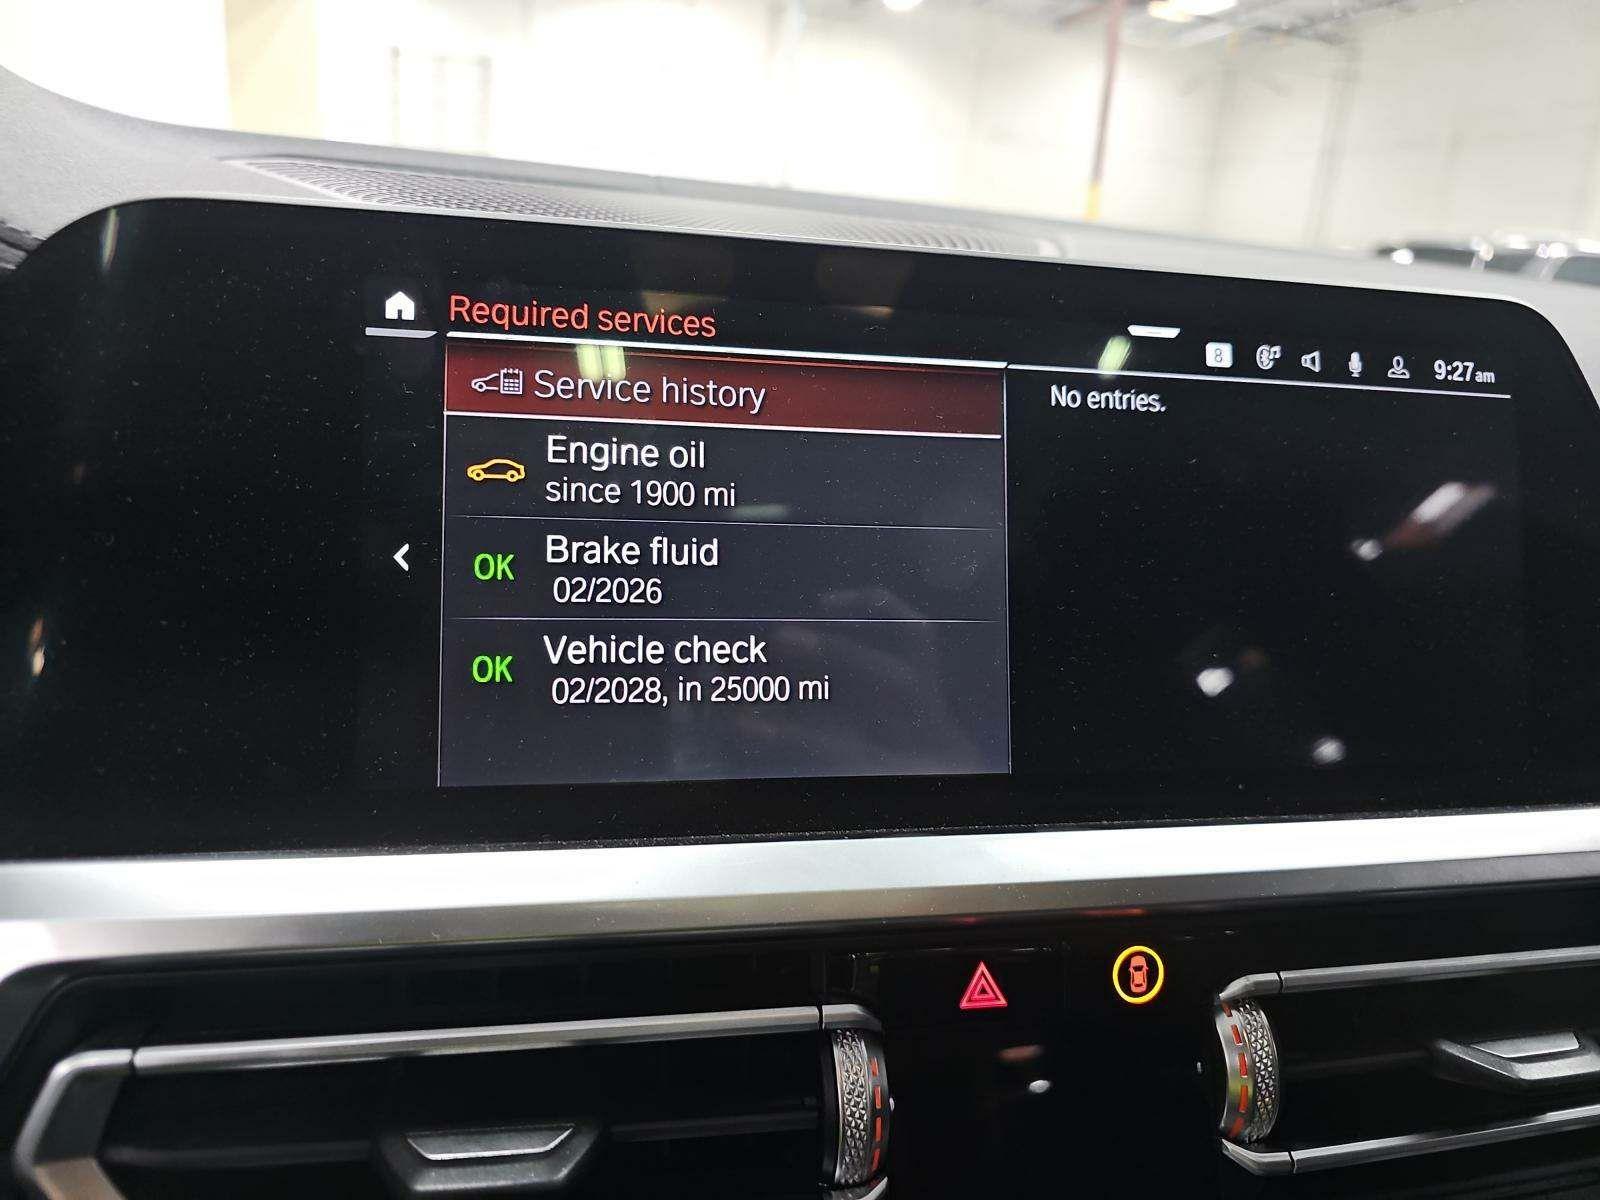 Required services
8
9:27am
Service history
No entries.
Engine oil
since 1900 mi
OK
Brake fluid
02/2026
OK
Vehicle check
02/2028, in 25000 mi